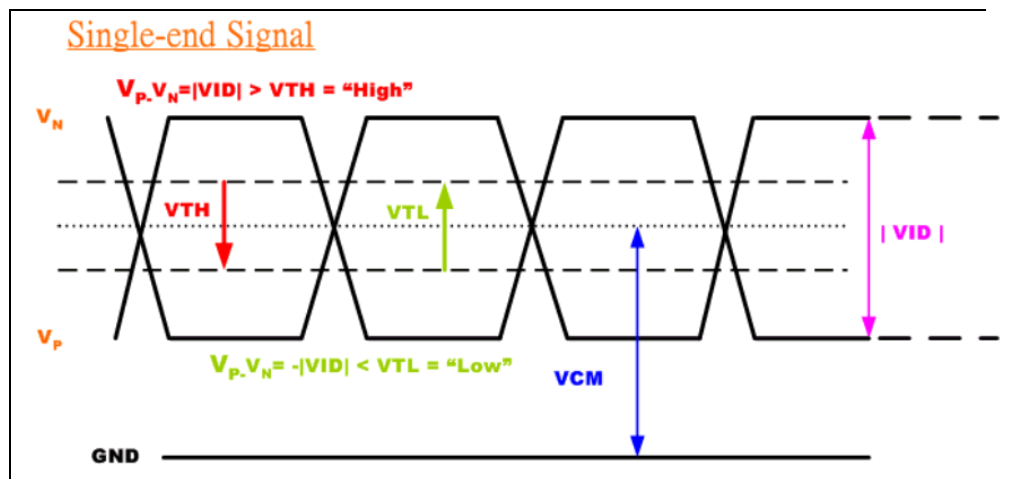 Single-end Signal
VP-VN=|VID| > VTH = “High”
VN
VTH
VTL
| VID |
VP
VP-VN= -|VID| < VTL = “Low”
VCM
GND